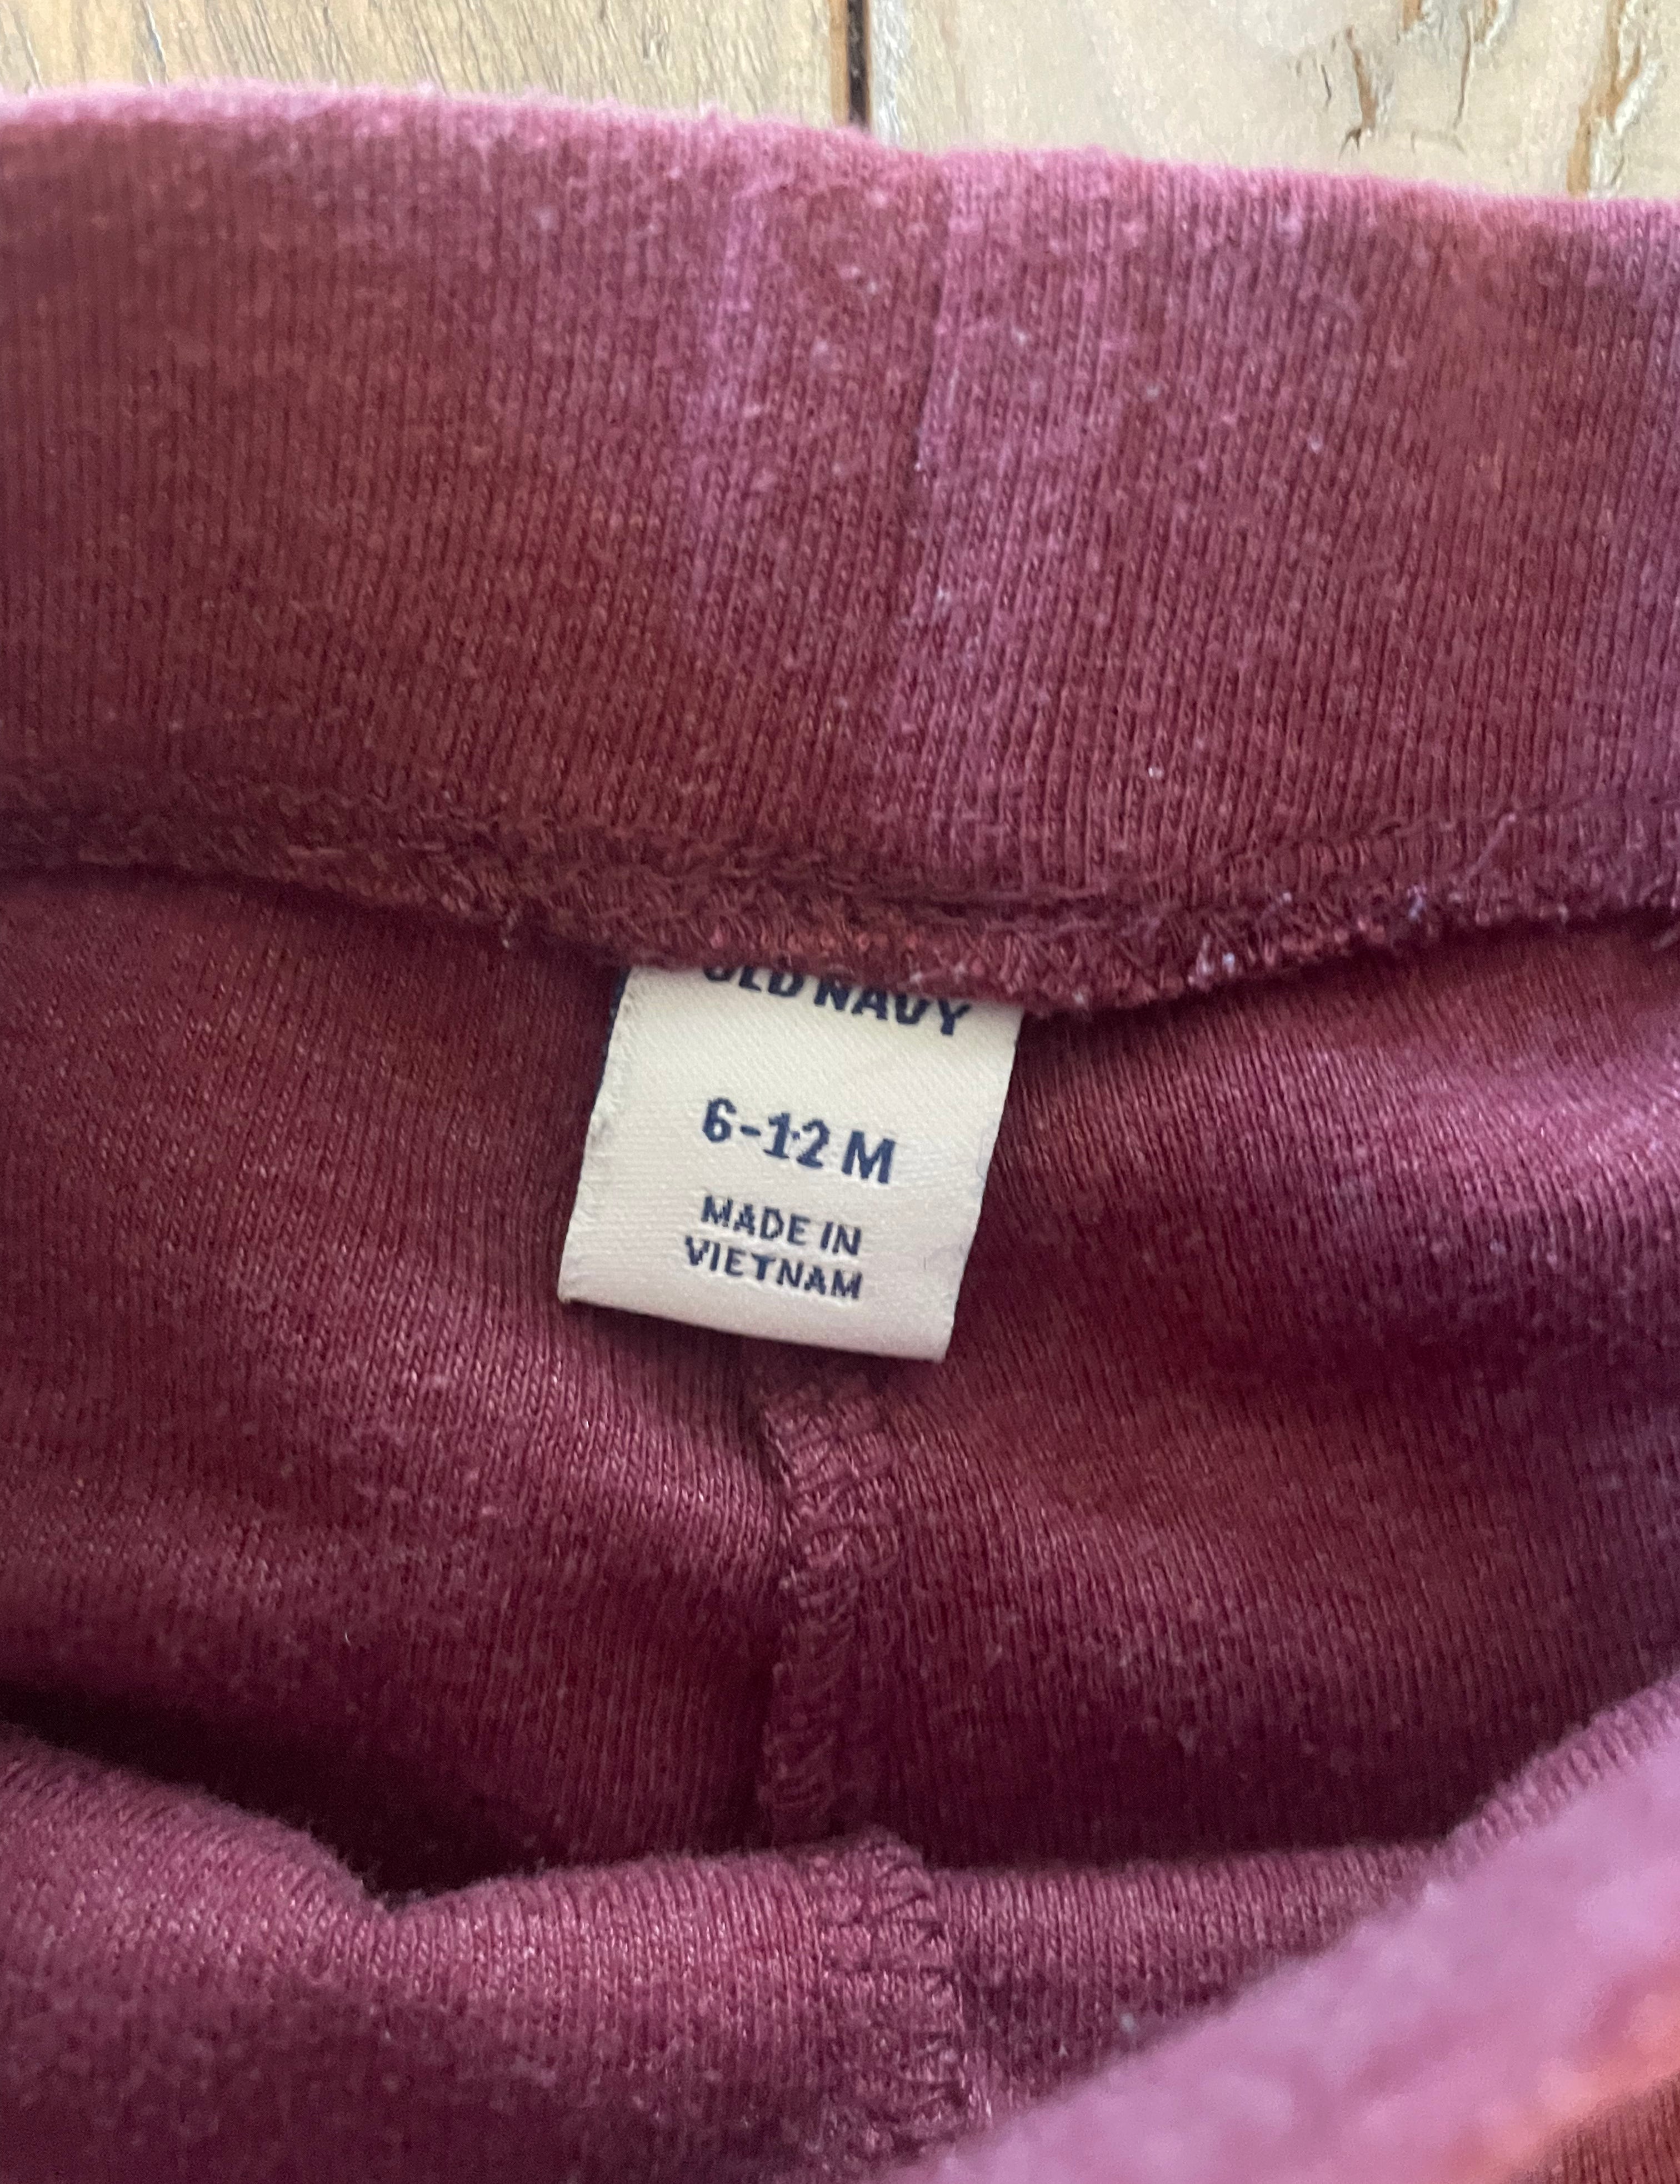 OLD NAVY
6-12 M
MADE IN
VIETNAM